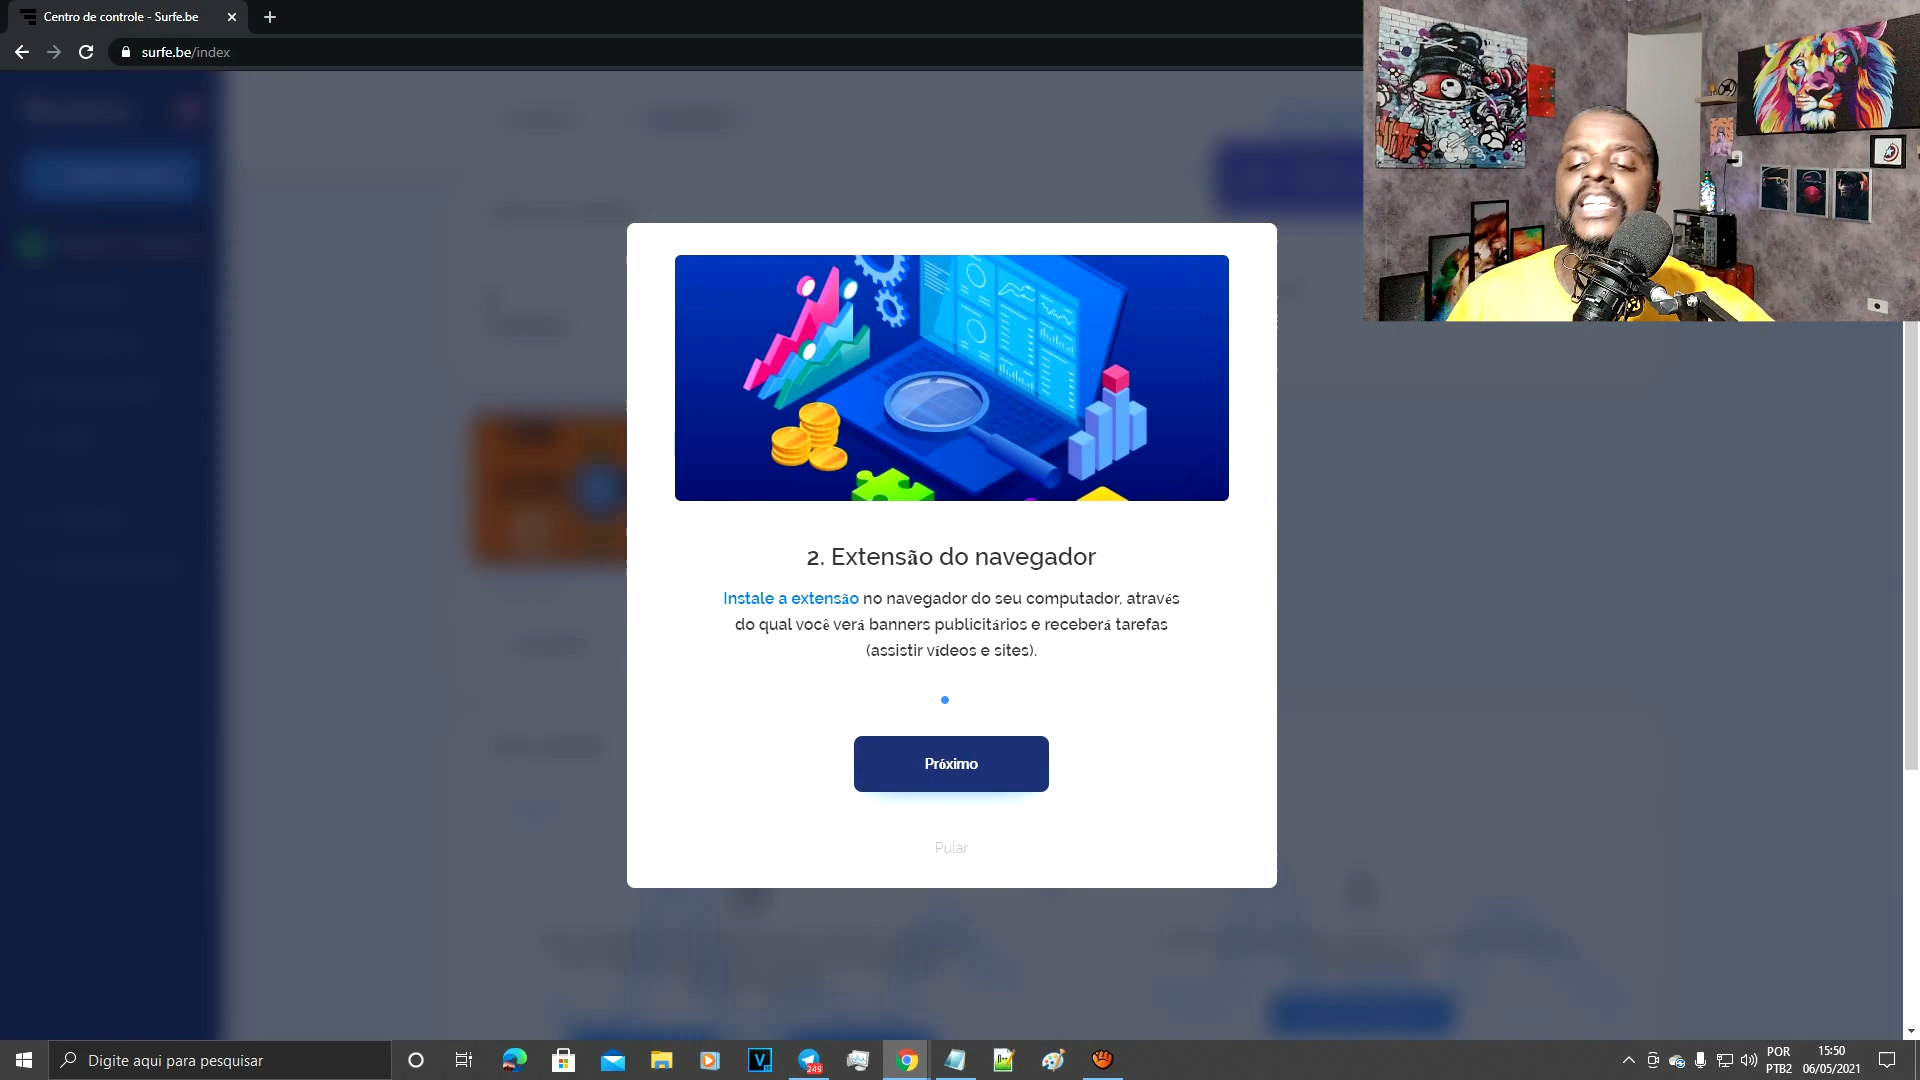 Centro de controle - Surfe.be
surfe.be/index
2. Extensão do navegador
Instale a extensão no navegador do seu computador, através
do qual você verá banners publicitários e receberá tarefas
(assistir vídeos e sites).
Próximo
Pular
Digite aqui para pesquisar
249
POR
PTB2
15:50
06/05/2021